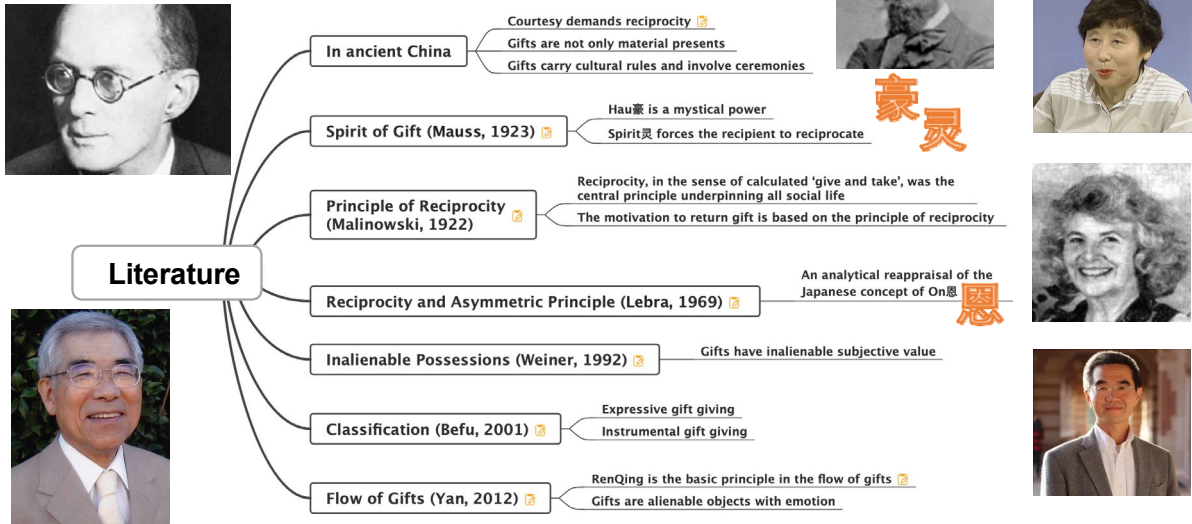 Literature
In ancient China
Courtesy demands reciprocity
Gifts are not only material presents
Gifts carry cultural rules and involve ceremonies
Spirit of Gift (Mauss, 1923)
Hau豪 is a mystical power
Spirit灵 forces the recipient to reciprocate
豪
灵
Principle of Reciprocity
(Malinowski, 1922)
Reciprocity, in the sense of calculated ‘give and take’, was the
central principle underpinning all social life
The motivation to return gift is based on the principle of reciprocity
Reciprocity and Asymmetric Principle (Lebra, 1969)
An analytical reappraisal of the
Japanese concept of On恩
恩
Inalienable Possessions (Weiner, 1992)
Gifts have inalienable subjective value
Classification (Befu, 2001)
Expressive gift giving
Instrumental gift giving
Flow of Gifts (Yan, 2012)
RenQing is the basic principle in the flow of gifts
Gifts are alienable objects with emotion